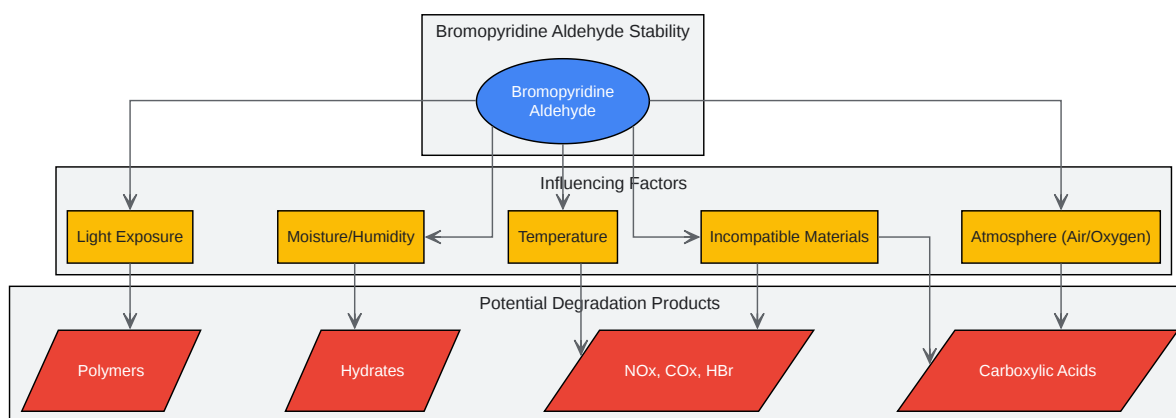 Bromopyridine Aldehyde Stability
Bromopyridine
Aldehyde
Influencing Factors
Light Exposure
Moisture/Humidity
Temperature
Incompatible Materials
Atmosphere (Air/Oxygen)
Potential Degradation Products
Polymers
Hydrates
NOx, COx, HBr
Carboxylic Acids